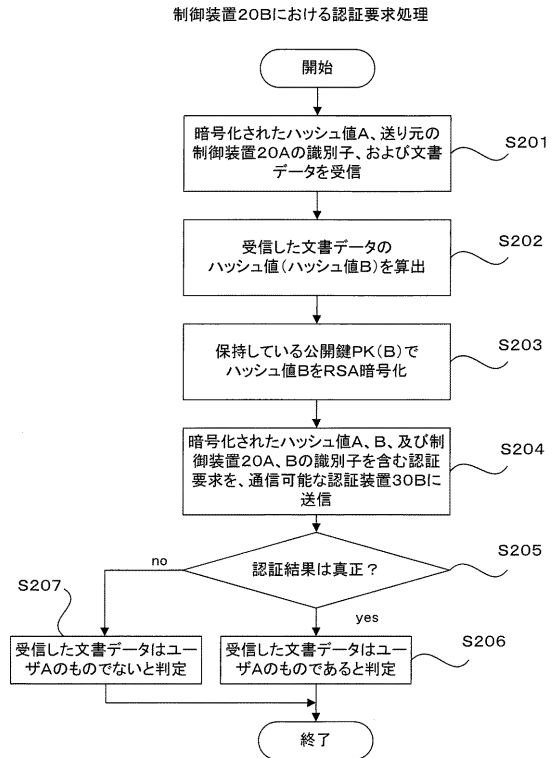 制御装置20Bにおける認証要求処理
開始
暗号化されたハッシュ値A、送り元の
制御装置20Aの識別子、および文書
データを受信
S201
受信した文書データの
ハッシュ値(ハッシュ値B)を算出
S202
保持している公開鍵PK(B)で
ハッシュ値BをRSA暗号化
S203
暗号化されたハッシュ値A、B、及び制
御装置20A、Bの識別子を含む認証
要求を、通信可能な認証装置30Bに
送信
S204
認証結果は真正?
S205
no
yes
S207
受信した文書データはユー
ザAのものでないと判定
受信した文書データはユー
ザAのものであると判定
S206
終了